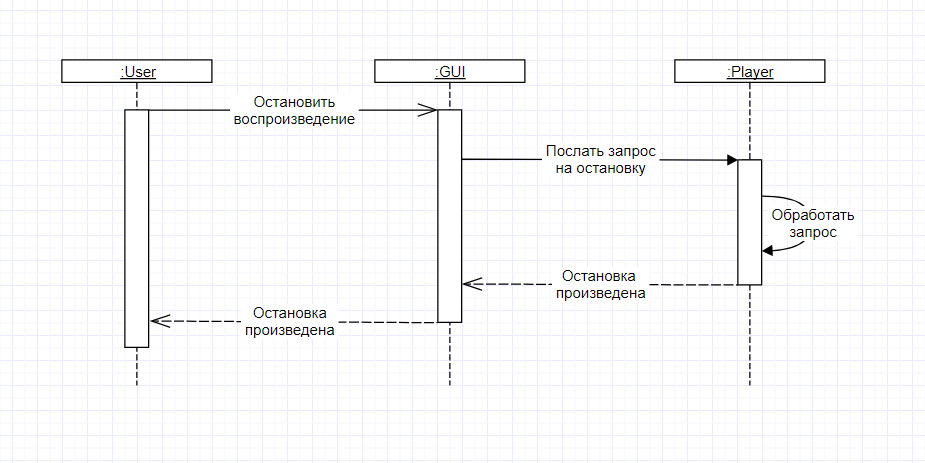 :User
:GUI
:Player
Остановить
воспроизведение
Послать запрос
на остановку
Обработать
запрос
Остановка
произведена
Остановка
произведена